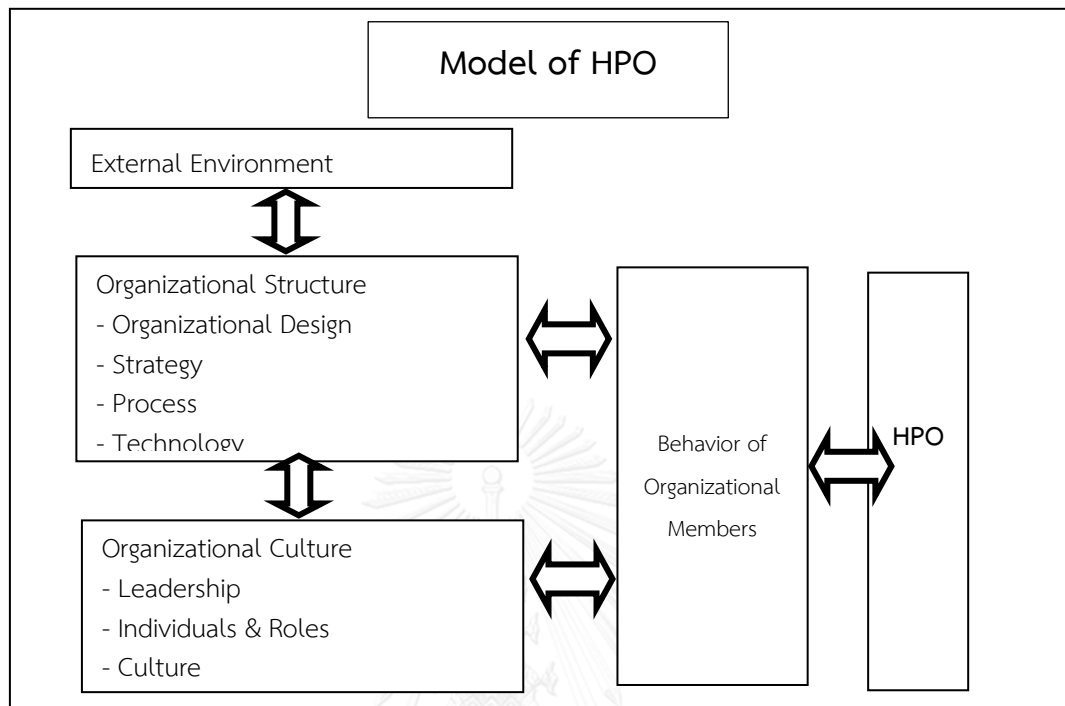 Model of HPO
External Environment
Organizational Structure
- Organizational Design
- Strategy
- Process
- Technology
Organizational Culture
- Leadership
- Individuals & Roles
- Culture
Behavior of
Organizational
Members
HPO